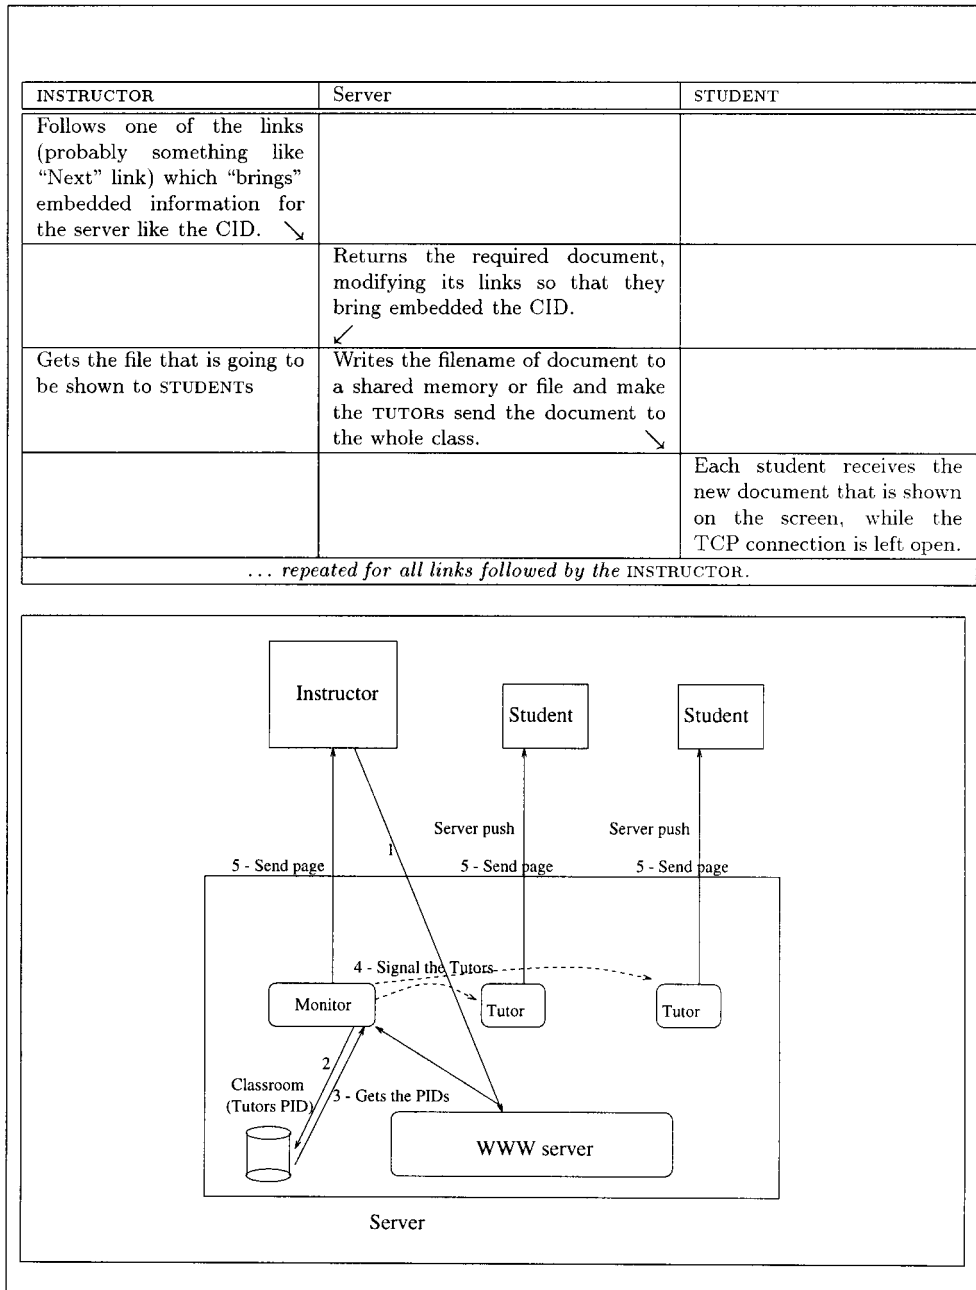 INSTRUCTOR Server STUDENT
Follows one of the links
(probably something like
“Next” link) which “brings”
embedded information for
the server like the CID. ↘
Returns the required document,
modifying its links so that they
bring embedded the CID.
↙
Gets the file that is going to
be shown to STUDENTs
Writes the filename of document to
a shared memory or file and make
the TUTORs send the document to
the whole class. ↘
Each student receives the
new document that is shown
on the screen, while the
TCP connection is left open.
... repeated for all links followed by the INSTRUCTOR.
Instructor
Student
Student
Server push
Server push
1
5 - Send page
5 - Send page
5 - Send page
4 - Signal the Tutors
Monitor
Tutor
Tutor
2
Classroom
(Tutors PID)
3 - Gets the PIDs
WWW server
Server